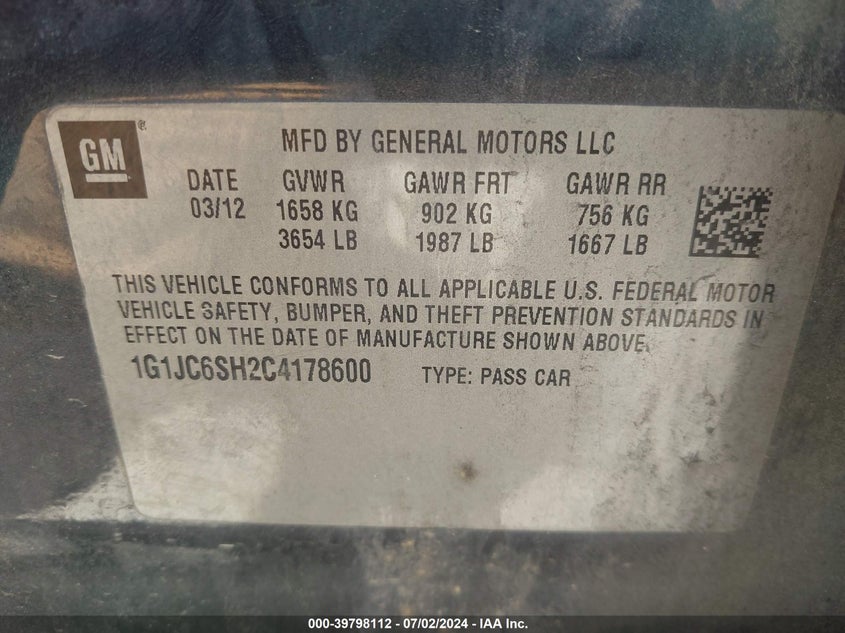 GM®
MFD BY GENERAL MOTORS LLC
DATE GVWR GAWR FRT GAWR RR
03/12 1658 KG 902 KG 756 KG
3654 LB 1987 LB 1667 LB
THIS VEHICLE CONFORMS TO ALL APPLICABLE U.S. FEDERAL MOTOR
VEHICLE SAFETY, BUMPER, AND THEFT PREVENTION STANDARDS IN
EFFECT ON THE DATE OF MANUFACTURE SHOWN ABOVE.
1G1JC6SH2C4178600 TYPE: PASS CAR
000-39798112 - 07/02/2024 - IAA Inc.